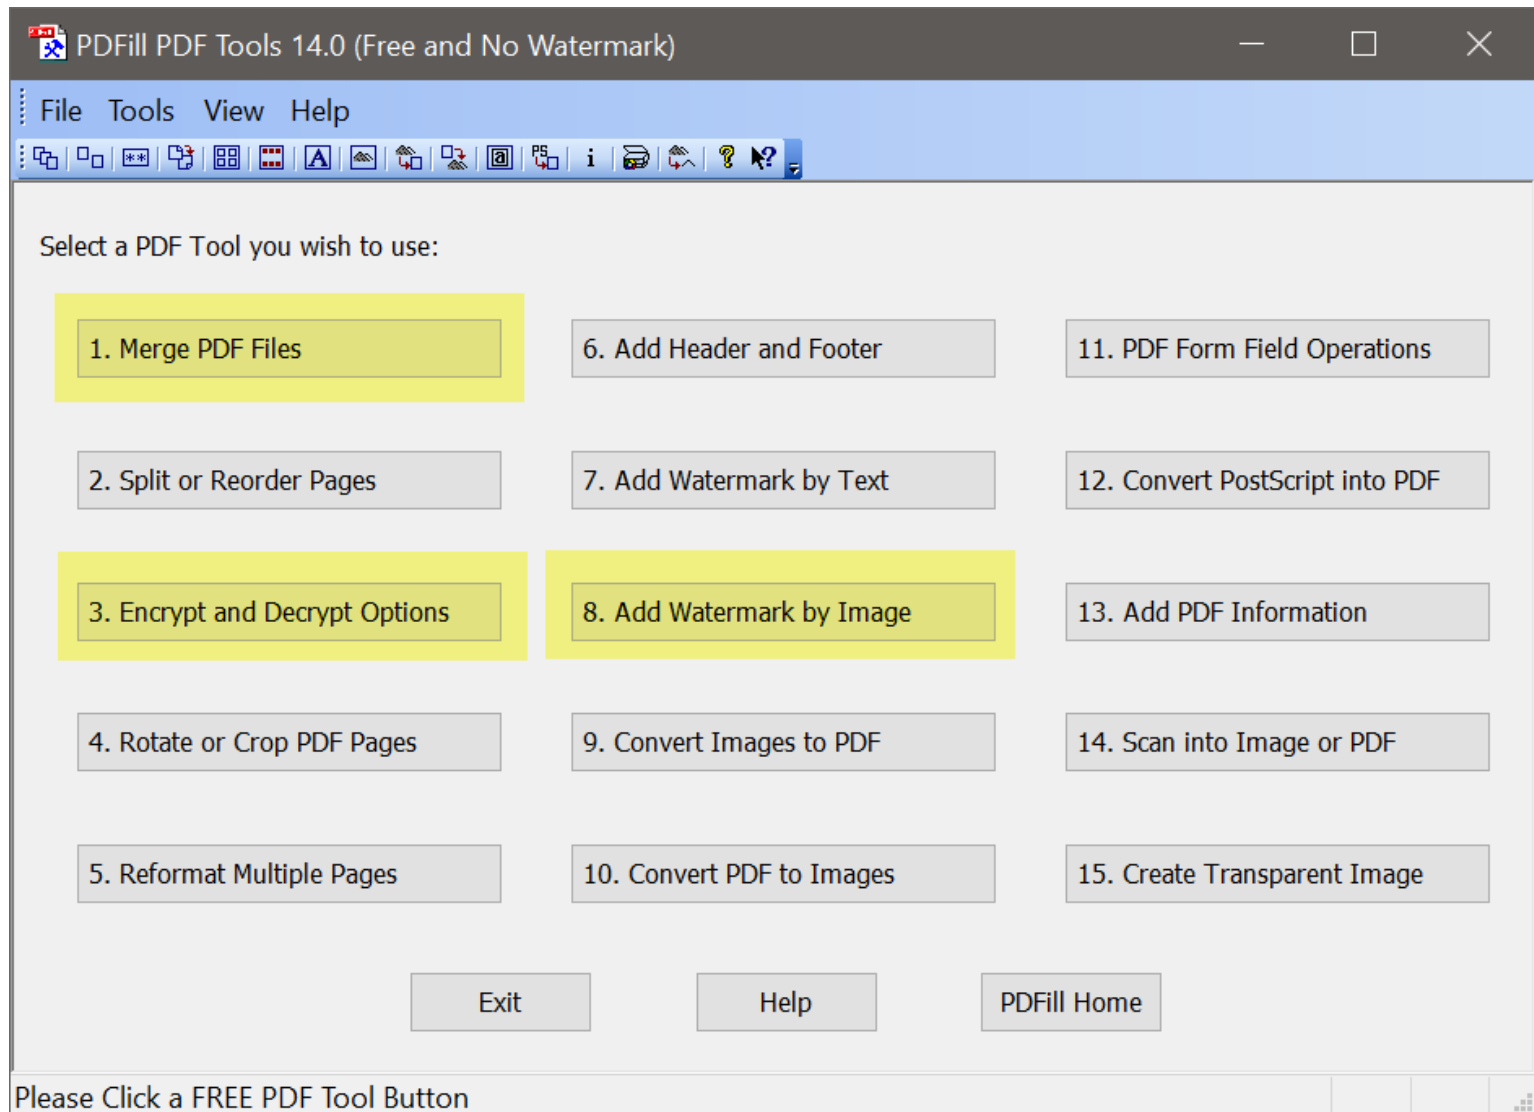 PDFill PDF Tools 14.0 (Free and No Watermark)
File Tools View Help
Select a PDF Tool you wish to use:
1. Merge PDF Files
6. Add Header and Footer
11. PDF Form Field Operations
2. Split or Reorder Pages
7. Add Watermark by Text
12. Convert PostScript into PDF
3. Encrypt and Decrypt Options
8. Add Watermark by Image
13. Add PDF Information
4. Rotate or Crop PDF Pages
9. Convert Images to PDF
14. Scan into Image or PDF
5. Reformat Multiple Pages
10. Convert PDF to Images
15. Create Transparent Image
Exit
Help
PDFill Home
Please Click a FREE PDF Tool Button